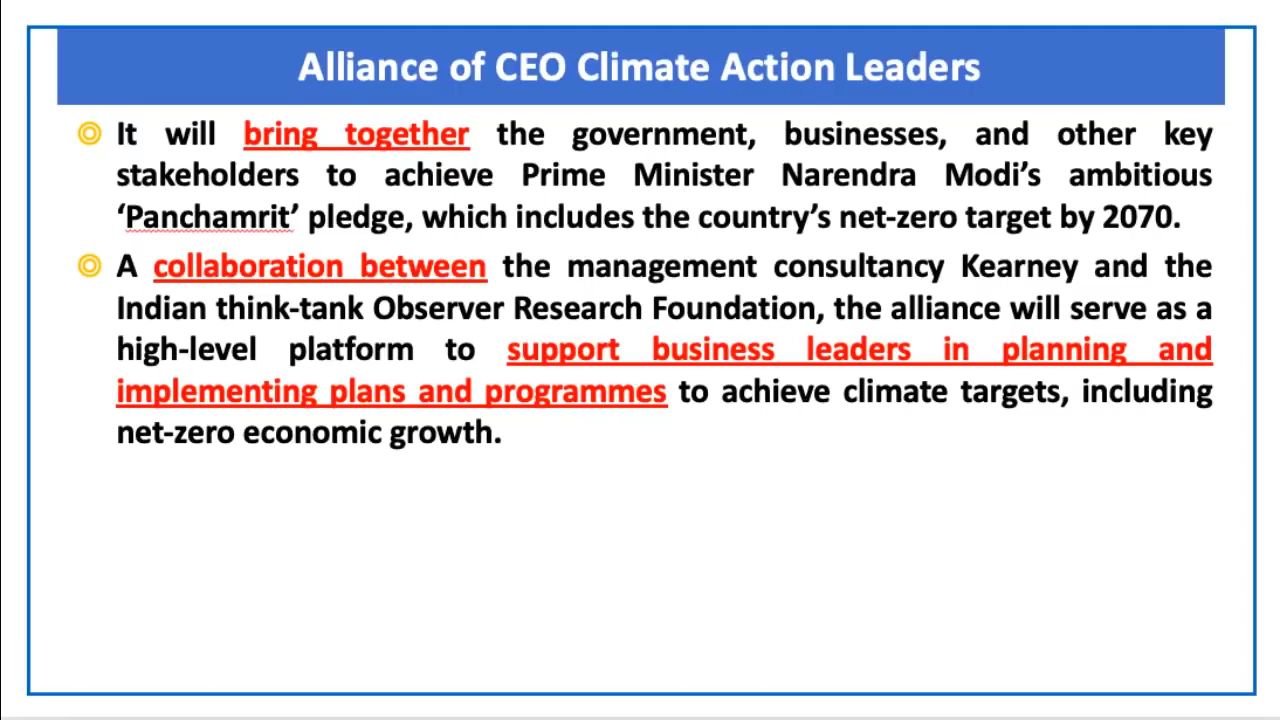 Alliance of CEO Climate Action Leaders
It will bring together the government, businesses, and other key
stakeholders to achieve Prime Minister Narendra Modi’s ambitious
‘Panchamrit’ pledge, which includes the country’s net-zero target by 2070.
A collaboration between the management consultancy Kearney and the
Indian think-tank Observer Research Foundation, the alliance will serve as a
high-level platform to support business leaders in planning and
implementing plans and programmes to achieve climate targets, including
net-zero economic growth.